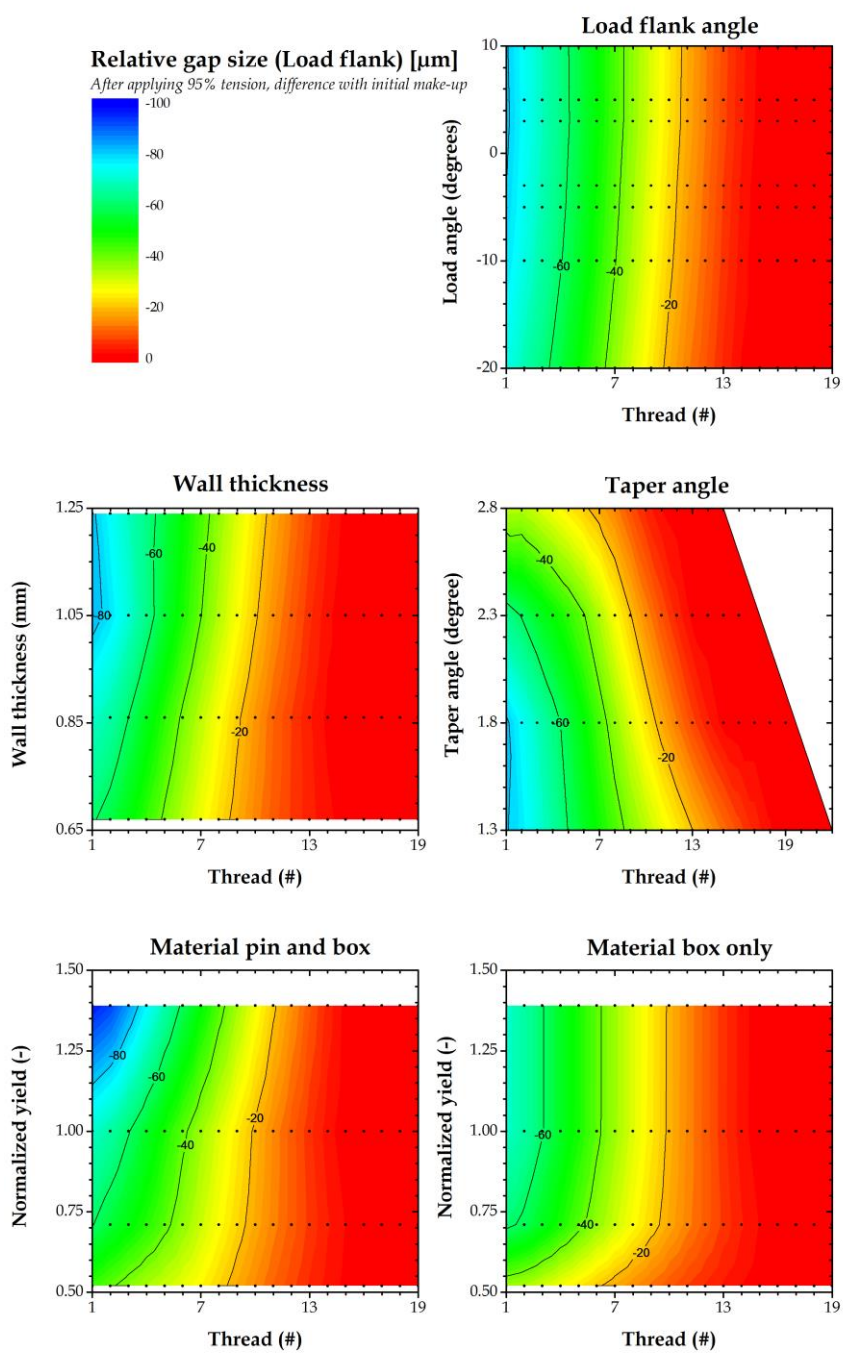 Load flank angle
Relative gap size (Load flank) [µm]
After applying 95% tension, difference with initial make-up
-100
-80
-60
-40
-20
0
Load angle (degrees)
10
0
-10
-20
-60
-40
-20
1 7 13 19
Thread (#)
Wall thickness
Wall thickness (mm)
1.25
1.05
0.85
0.65
-60
-40
80
-20
1 7 13 19
Thread (#)
Taper angle
Taper angle (degree)
2.8
2.3
1.8
1.3
-40
-60
-20
1 7 13 19
Thread (#)
Material pin and box
Normalized yield (-)
1.50
1.25
1.00
0.75
0.50
-80
-60
-20
-40
1 7 13 19
Thread (#)
Material box only
Normalized yield (-)
1.50
1.25
1.00
0.75
0.50
-60
-40
-20
1 7 13 19
Thread (#)